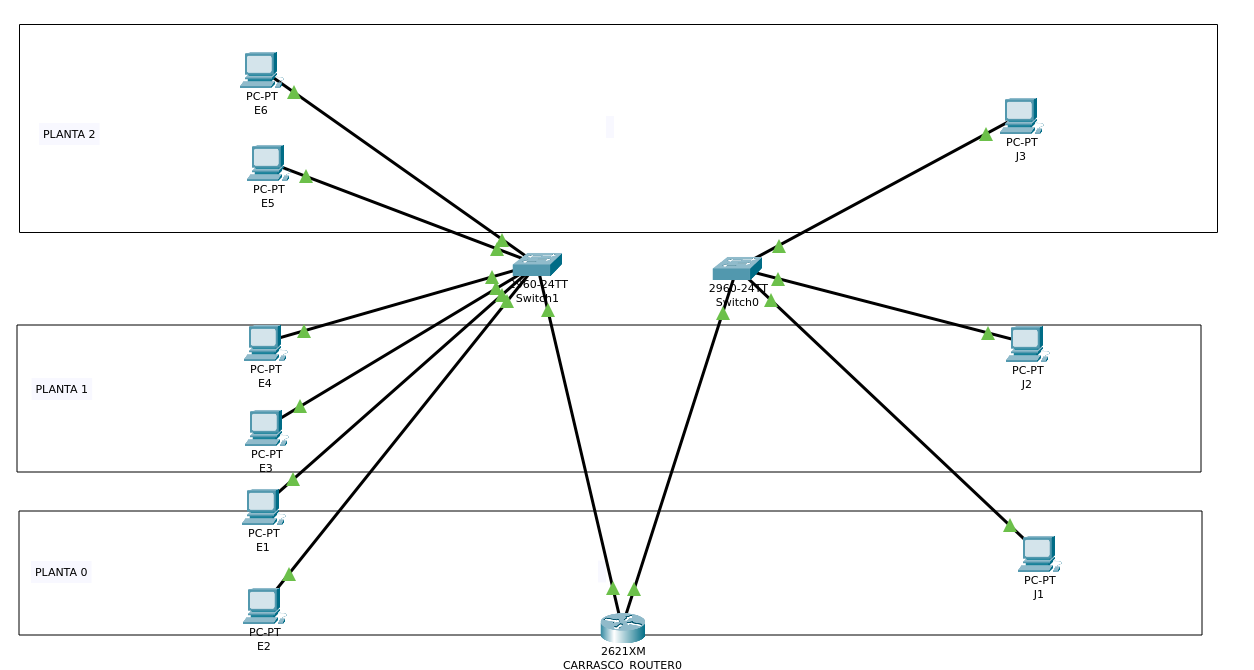 PC-PT
E6
PLANTA 2
PC-PT
J3
PC-PT
E5
2960-24TT
Switch1
2960-24TT
Switch0
PC-PT
E4
PC-PT
J2
PLANTA 1
PC-PT
E3
PC-PT
E1
PLANTA 0
PC-PT
J1
PC-PT
E2
2621XM
CARRASCO ROUTER0